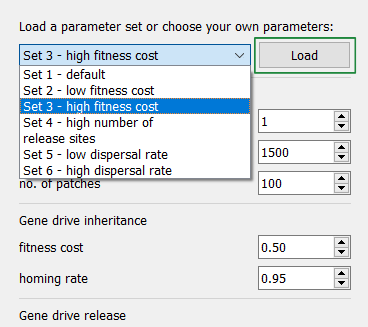 Load a parameter set or choose your own parameters:
Set 3 - high fitness cost
Load
Set 1 - default
Set 2 - low fitness cost
Set 3 - high fitness cost
Set 4 - high number of
release sites
Set 5 - low dispersal rate
Set 6 - high dispersal rate
1
1500
no. of patches 100
Gene drive inheritance
fitness cost 0.50
homing rate 0.95
Gene drive release